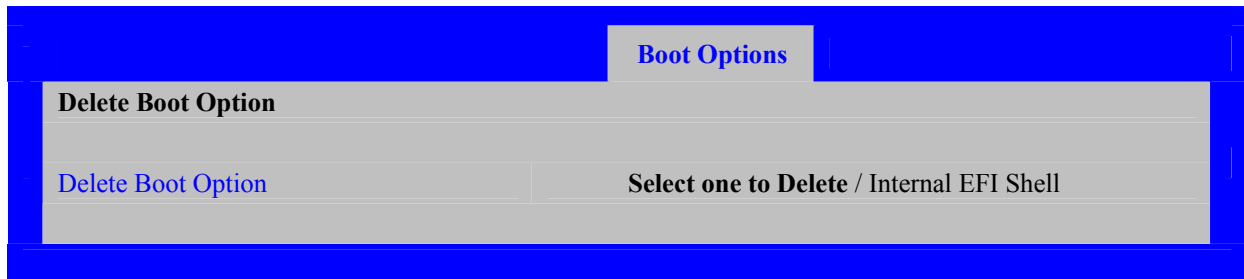 Boot Options
Delete Boot Option
Delete Boot Option Select one to Delete / Internal EFI Shell